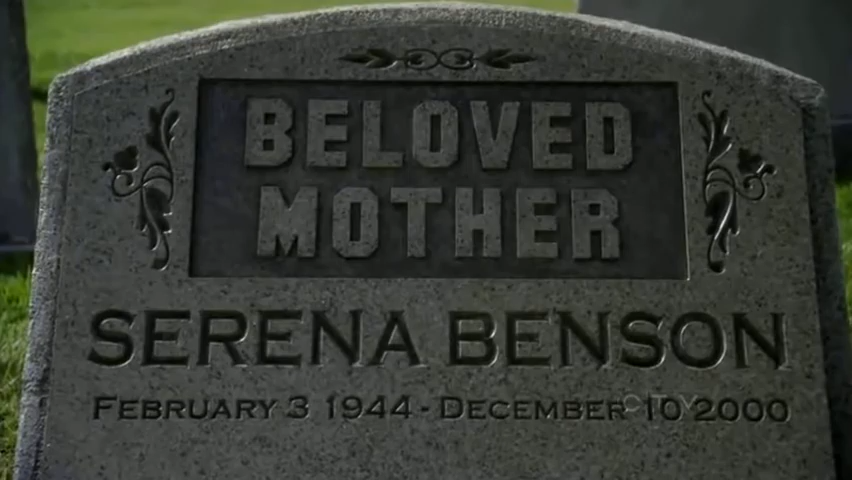 BELOVED
MOTHER
SERENA BENSON
FEBRUARY 3 1944 - DECEMBER 10 2000